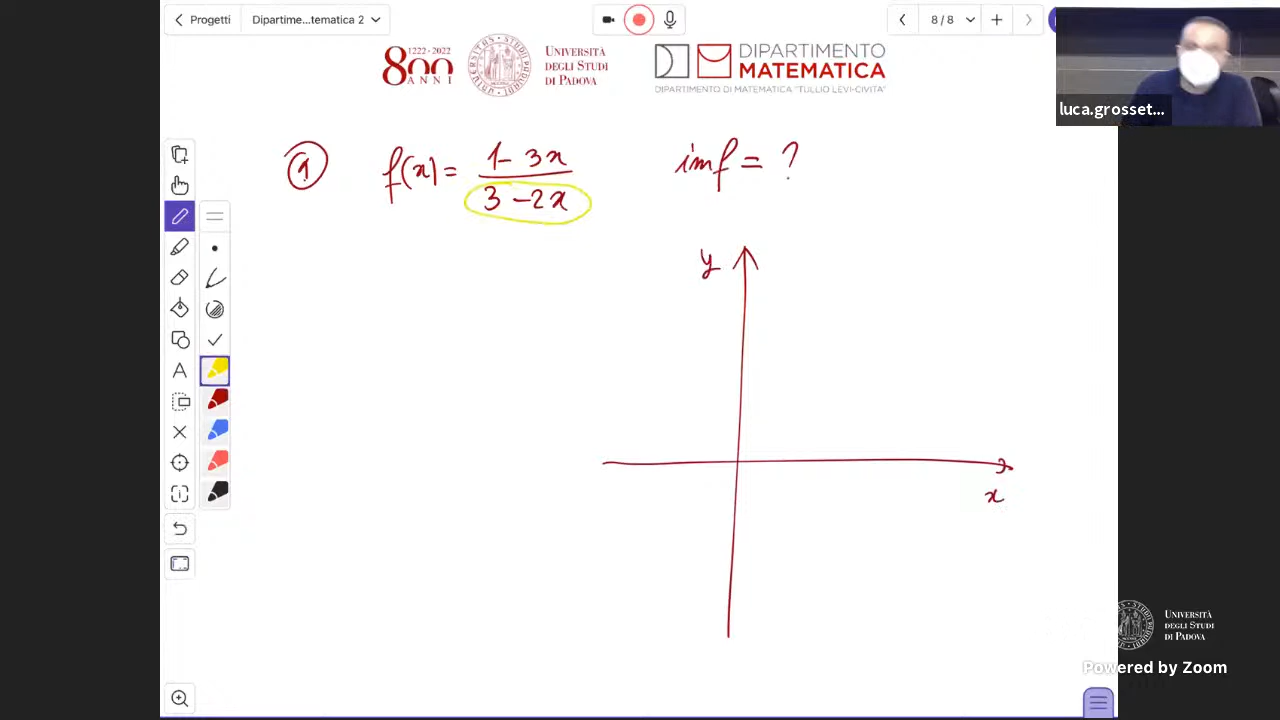 Progetti
Dipartime...tematica 2
8/8
800
1222·2022
ANNI
UNIVERSITÀ
DEGLI STUDI
DI PADOVA
DIPARTIMENTO
MATEMATICA
DIPARTIMENTO DI MATEMATICA "TULLIO LEVI-CIVITA"
luca.grosset...
1 f(x) = (1 - 3x)/(3 - 2x) imf = ?
y
x
A
UNIVERSITÀ
DEGLI STUDI
DI PADOVA
Powered by Zoom